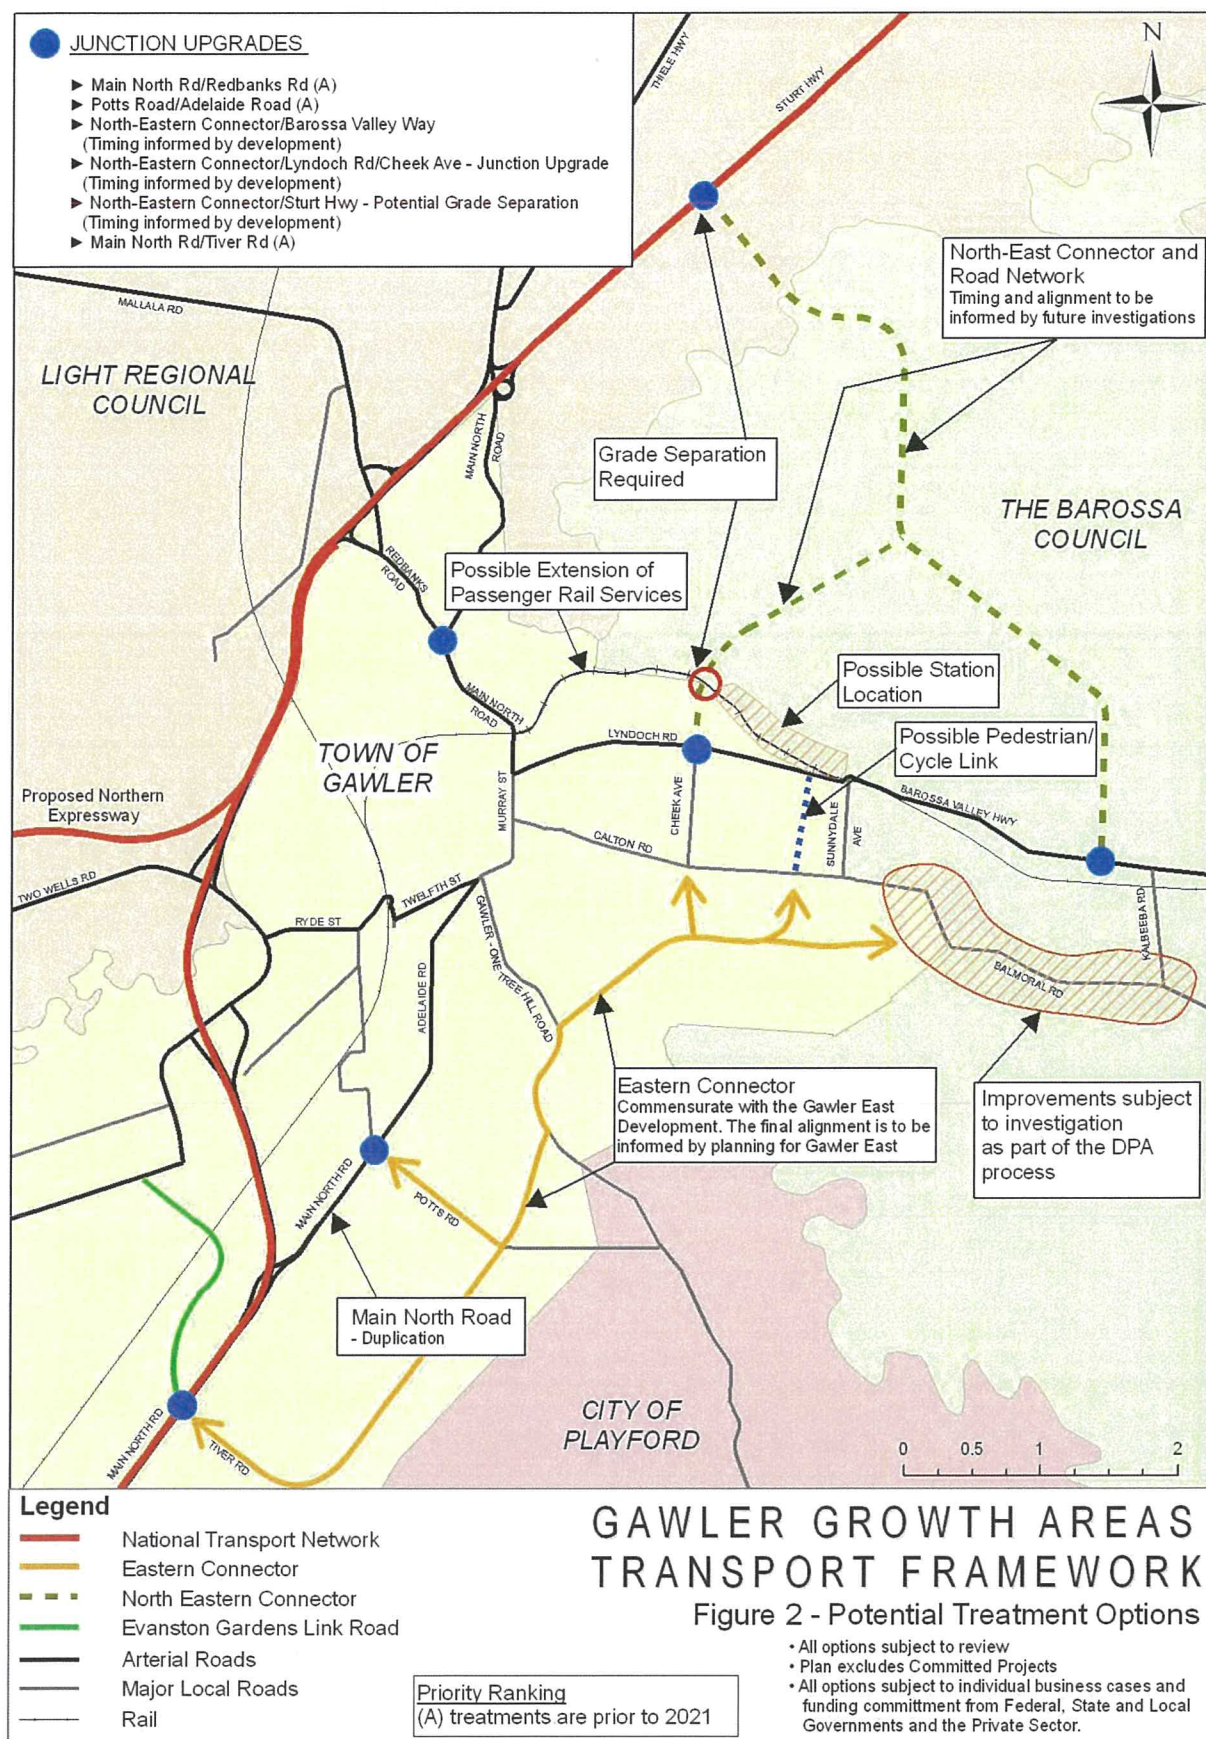 JUNCTION UPGRADES
► Main North Rd/Redbanks Rd (A)
► Potts Road/Adelaide Road (A)
► North-Eastern Connector/Barossa Valley Way
(Timing informed by development)
► North-Eastern Connector/Lyndoch Rd/Cheek Ave - Junction Upgrade
(Timing informed by development)
► North-Eastern Connector/Sturt Hwy - Potential Grade Separation
(Timing informed by development)
► Main North Rd/Tiver Rd (A)
THIELE HWY
STURT HWY
N
North-East Connector and
Road Network
Timing and alignment to be
informed by future investigations
MALLALA RD
LIGHT REGIONAL
COUNCIL
MAIN NORTH
ROAD
Grade Separation
Required
THE BAROSSA
COUNCIL
REDBANKS
ROAD
Possible Extension of
Passenger Rail Services
MAIN NORTH
ROAD
Possible Station
Location
LYNDOCH RD
Possible Pedestrian/
Cycle Link
TOWN OF
GAWLER
Proposed Northern
Expressway
MURRAY ST
CHEEK AVE
SUNNYDALE
AVE
BAROSSA VALLEY HWY
CALTON RD
TWO WELLS RD
TWELFTH ST
RYDE ST
GAWLER - ONE TREE HILL ROAD
KALBEEBA RD
BALMORAL RD
ADELAIDE RD
Eastern Connector
Commensurate with the Gawler East
Development. The final alignment is to be
informed by planning for Gawler East
Improvements subject
to investigation
as part of the DPA
process
MAIN NORTH RD
POTTS RD
Main North Road
- Duplication
CITY OF
PLAYFORD
MAIN NORTH RD
TIVER RD
0 0.5 1 2
Legend
National Transport Network
Eastern Connector
North Eastern Connector
Evanston Gardens Link Road
Arterial Roads
Major Local Roads
Rail
Priority Ranking
(A) treatments are prior to 2021
GAWLER GROWTH AREAS
TRANSPORT FRAMEWORK
Figure 2 - Potential Treatment Options
• All options subject to review
• Plan excludes Committed Projects
• All options subject to individual business cases and
funding committment from Federal, State and Local
Governments and the Private Sector.